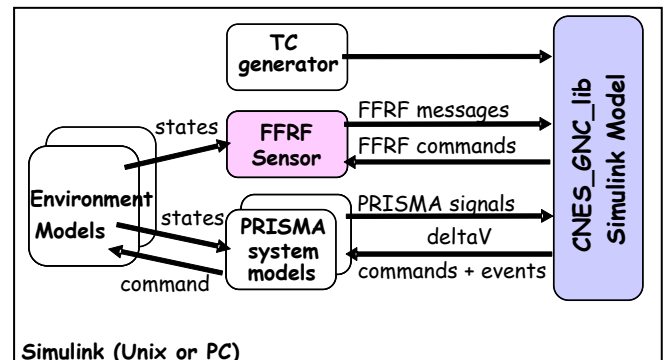 TC
generator
FFRF messages
states
FFRF
Sensor
FFRF commands
CNES_GNC_lib
Simulink Model
Environment
Models
states
PRISMA
system
models
PRISMA signals
deltaV
commands + events
command
Simulink (Unix or PC)